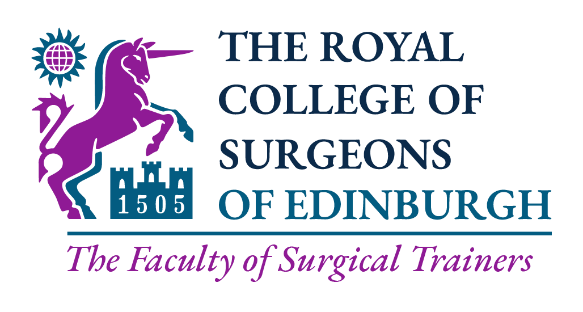 THE ROYAL
COLLEGE OF
SURGEONS
OF EDINBURGH
1505
The Faculty of Surgical Trainers